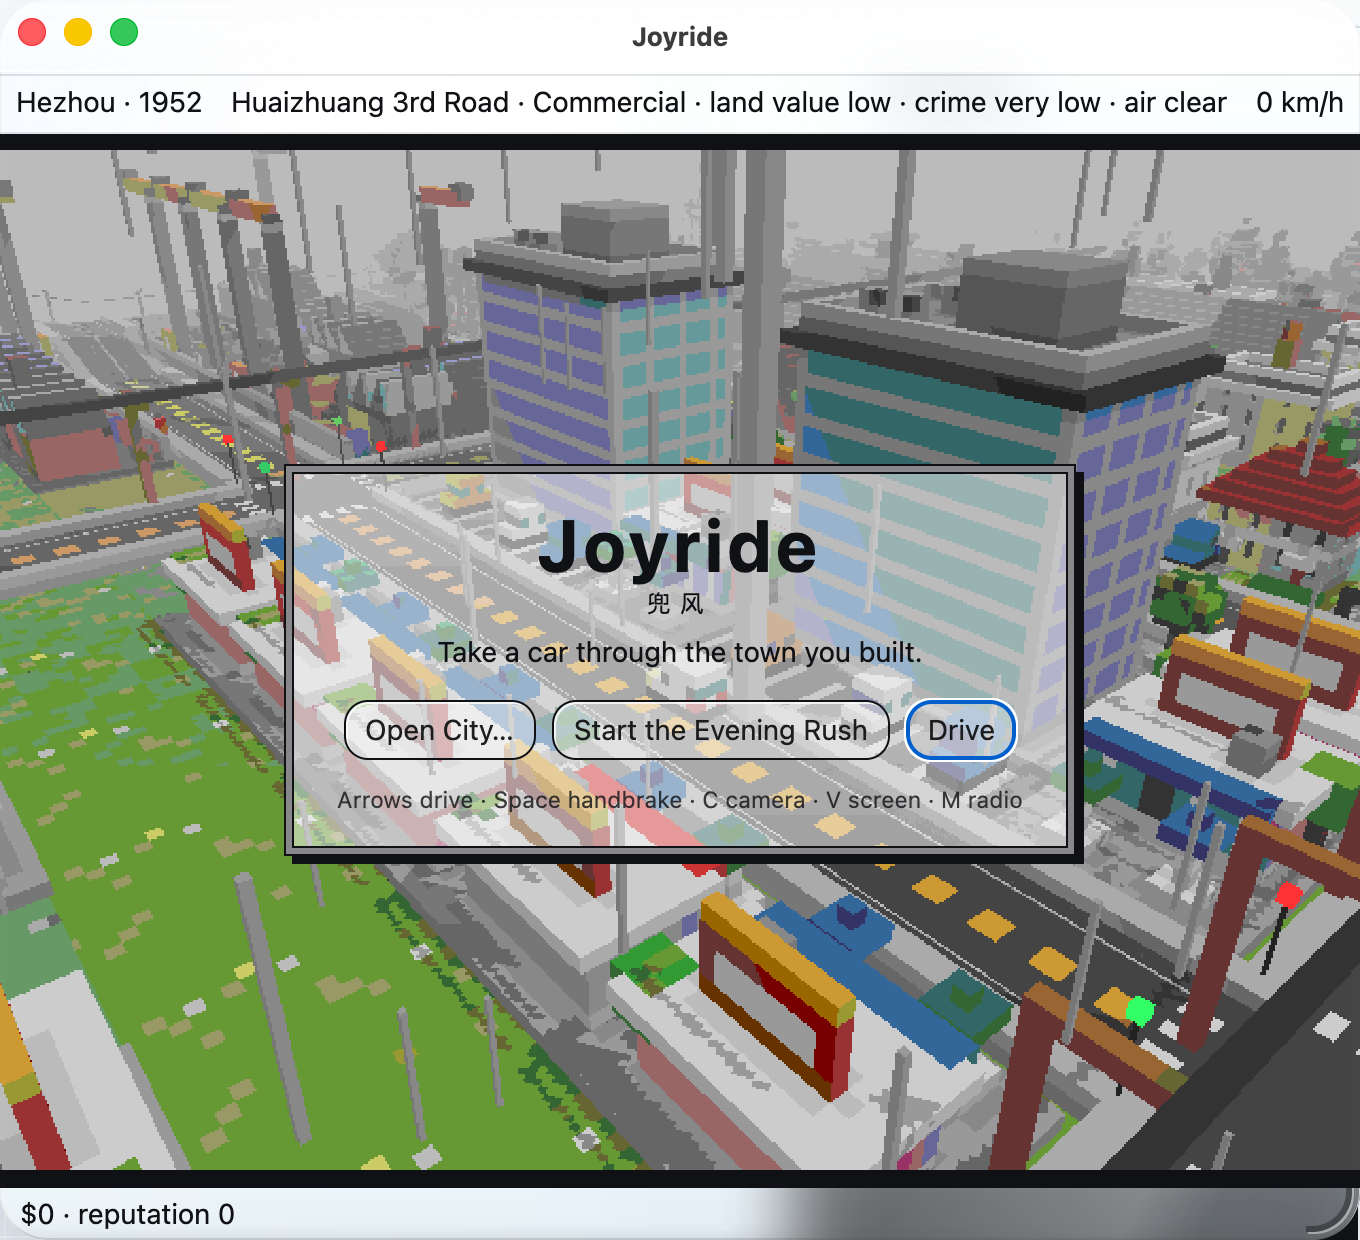 Joyride
Hezhou · 1952 Huaizhuang 3rd Road · Commercial · land value low · crime very low · air clear 0 km/h
Joyride
兜风
Take a car through the town you built.
Open City... Start the Evening Rush Drive
Arrows drive · Space handbrake · C camera · V screen · M radio
$0 · reputation 0